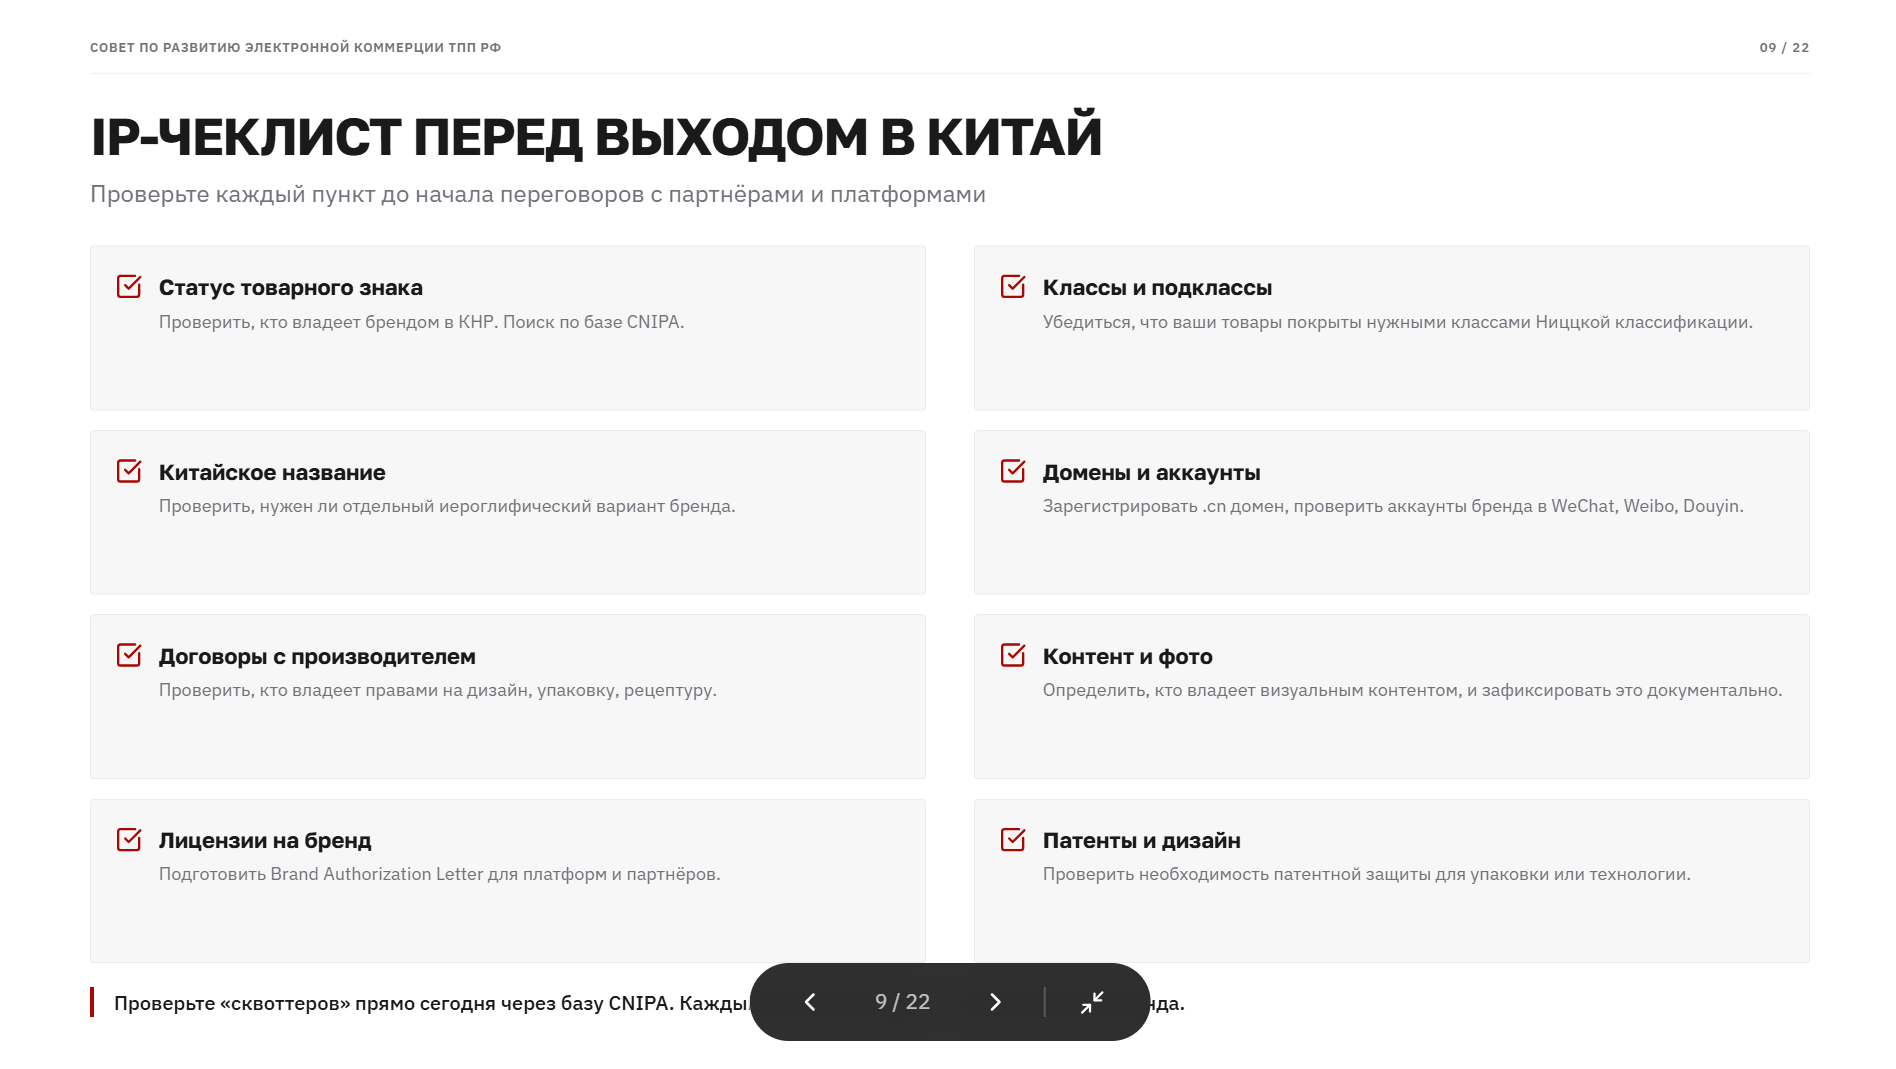 СОВЕТ ПО РАЗВИТИЮ ЭЛЕКТРОННОЙ КОММЕРЦИИ ТПП РФ
09 / 22
IP-ЧЕКЛИСТ ПЕРЕД ВЫХОДОМ В КИТАЙ
Проверьте каждый пункт до начала переговоров с партнёрами и платформами
Статус товарного знака
Проверить, кто владеет брендом в КНР. Поиск по базе CNIPA.
Классы и подклассы
Убедиться, что ваши товары покрыты нужными классами Ниццкой классификации.
Китайское название
Проверить, нужен ли отдельный иероглифический вариант бренда.
Домены и аккаунты
Зарегистрировать .cn домен, проверить аккаунты бренда в WeChat, Weibo, Douyin.
Договоры с производителем
Проверить, кто владеет правами на дизайн, упаковку, рецептуру.
Контент и фото
Определить, кто владеет визуальным контентом, и зафиксировать это документально.
Лицензии на бренд
Подготовить Brand Authorization Letter для платформ и партнёров.
Патенты и дизайн
Проверить необходимость патентной защиты для упаковки или технологии.
Проверьте «сквоттеров» прямо сегодня через базу CNIPA.
9 / 22